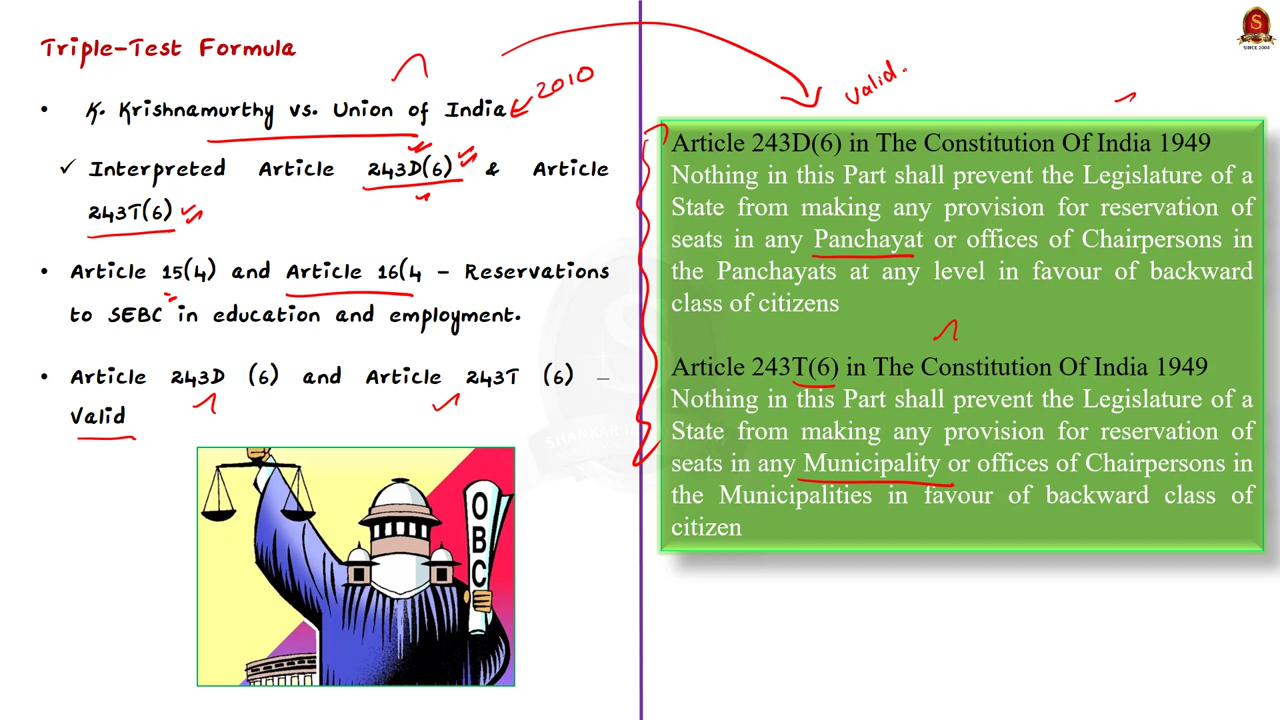 Triple-Test Formula
• K. Krishnamurthy vs. Union of India
2010
✓ Interpreted Article 243D(6) & Article
243T(6)
• Article 15(4) and Article 16(4 – Reservations
to SEBC in education and employment.
• Article 243D (6) and Article 243T (6) –
Valid
OBC
valid.
Article 243D(6) in The Constitution Of India 1949
Nothing in this Part shall prevent the Legislature of a
State from making any provision for reservation of
seats in any Panchayat or offices of Chairpersons in
the Panchayats at any level in favour of backward
class of citizens
Article 243T(6) in The Constitution Of India 1949
Nothing in this Part shall prevent the Legislature of a
State from making any provision for reservation of
seats in any Municipality or offices of Chairpersons in
the Municipalities in favour of backward class of
citizen
S
SINCE 2004